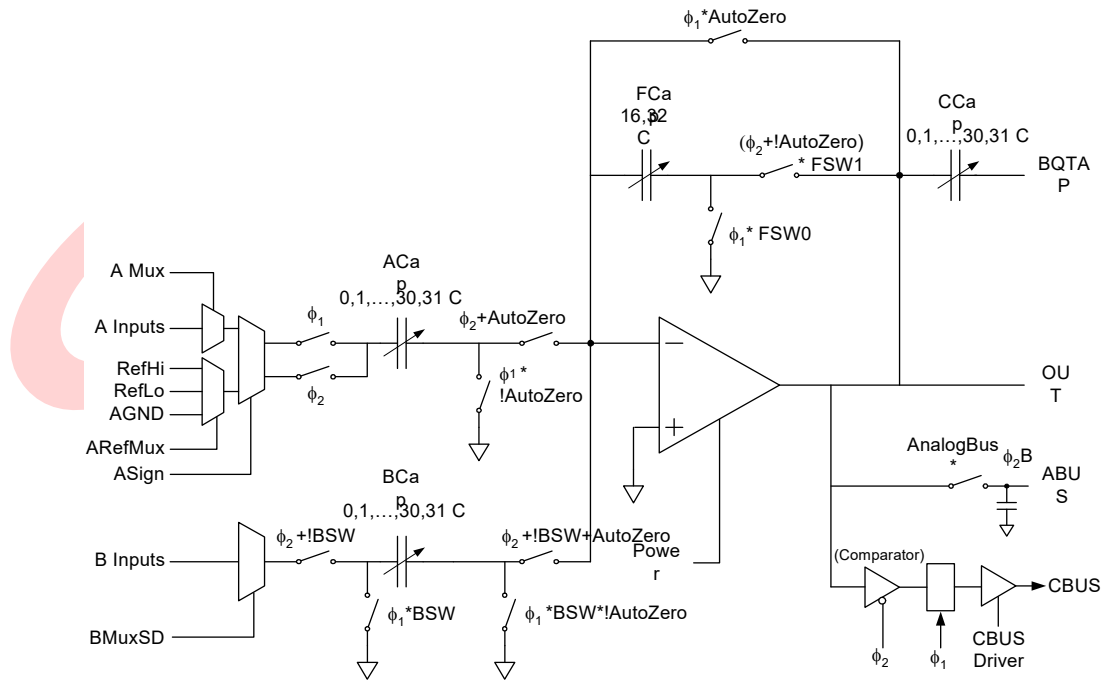 ϕ1*AutoZero
FCa
p
16,32
C
CCa
p
0,1,…,30,31 C
(ϕ2+!AutoZero)
* FSW1
BQTA
P
ϕ1* FSW0
A Mux
ACa
p
0,1,…,30,31 C
ϕ1
ϕ2+AutoZero
A Inputs
RefHi
RefLo
AGND
ϕ2
ϕ1 *
!AutoZero
ARefMux
ASign
OU
T
AnalogBus
*
ϕ2B
ABU
S
BCa
p
0,1,…,30,31 C
B Inputs
ϕ2+!BSW
ϕ2+!BSW+AutoZero
Powe
r
(Comparator)
CBUS
ϕ1*BSW
ϕ1*BSW*!AutoZero
BMuxSD
ϕ2
ϕ1
CBUS
Driver